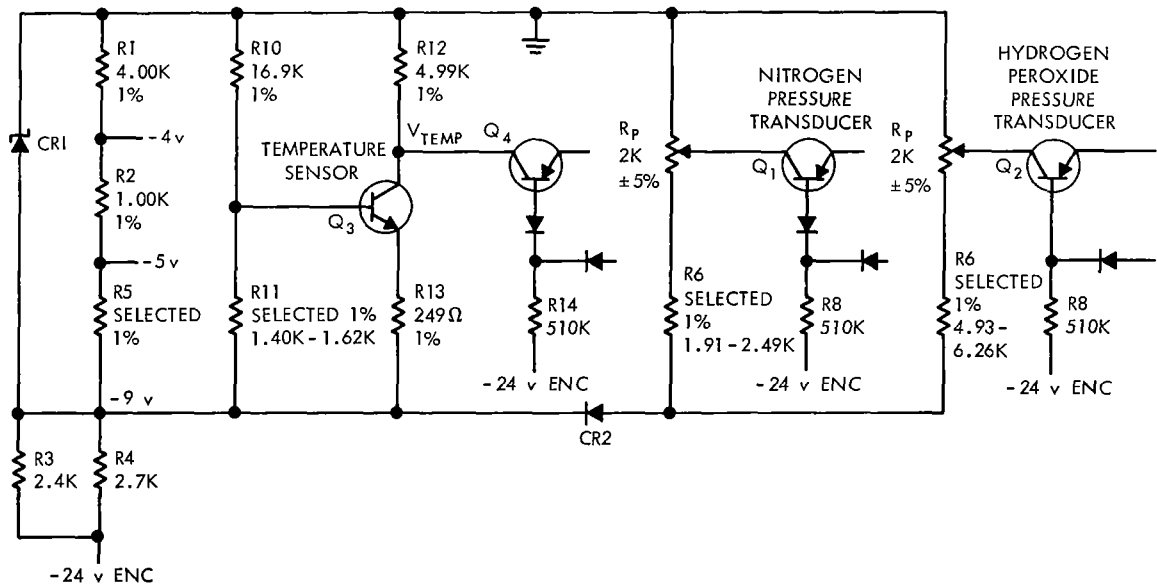 R1
4.00K
1%
-4 v
CR1
R2
1.00K
1%
-5 v
R5
SELECTED
1%
-9 v
R3
2.4K
R4
2.7K
-24 v ENC
R10
16.9K
1%
TEMPERATURE
SENSOR
Q3
R11
SELECTED 1%
1.40K-1.62K
R12
4.99K
1%
VTEMP
Q4
R13
249Ω
1%
R14
510K
-24 v ENC
CR2
RP
2K
±5%
NITROGEN
PRESSURE
TRANSDUCER
Q1
R6
SELECTED
1%
1.91-2.49K
R8
510K
-24 v ENC
RP
2K
±5%
HYDROGEN
PEROXIDE
PRESSURE
TRANSDUCER
Q2
R6
SELECTED
1%
4.93-
6.26K
R8
510K
-24 v ENC